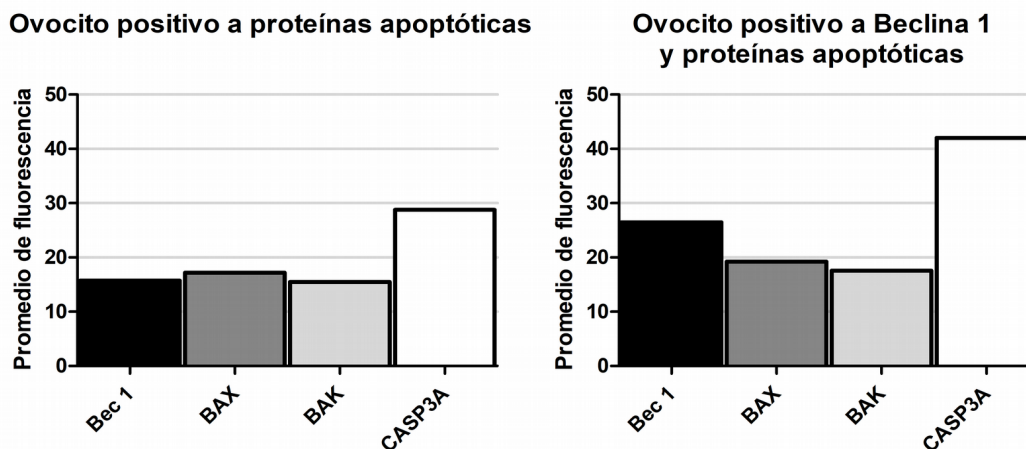 Ovocito positivo a proteínas apoptóticas
Promedio de fluorescencia
50
40
30
20
10
0
Bec 1
BAX
BAK
CASP3A
Ovocito positivo a Beclina 1
y proteínas apoptóticas
Promedio de fluorescencia
50
40
30
20
10
0
Bec 1
BAX
BAK
CASP3A